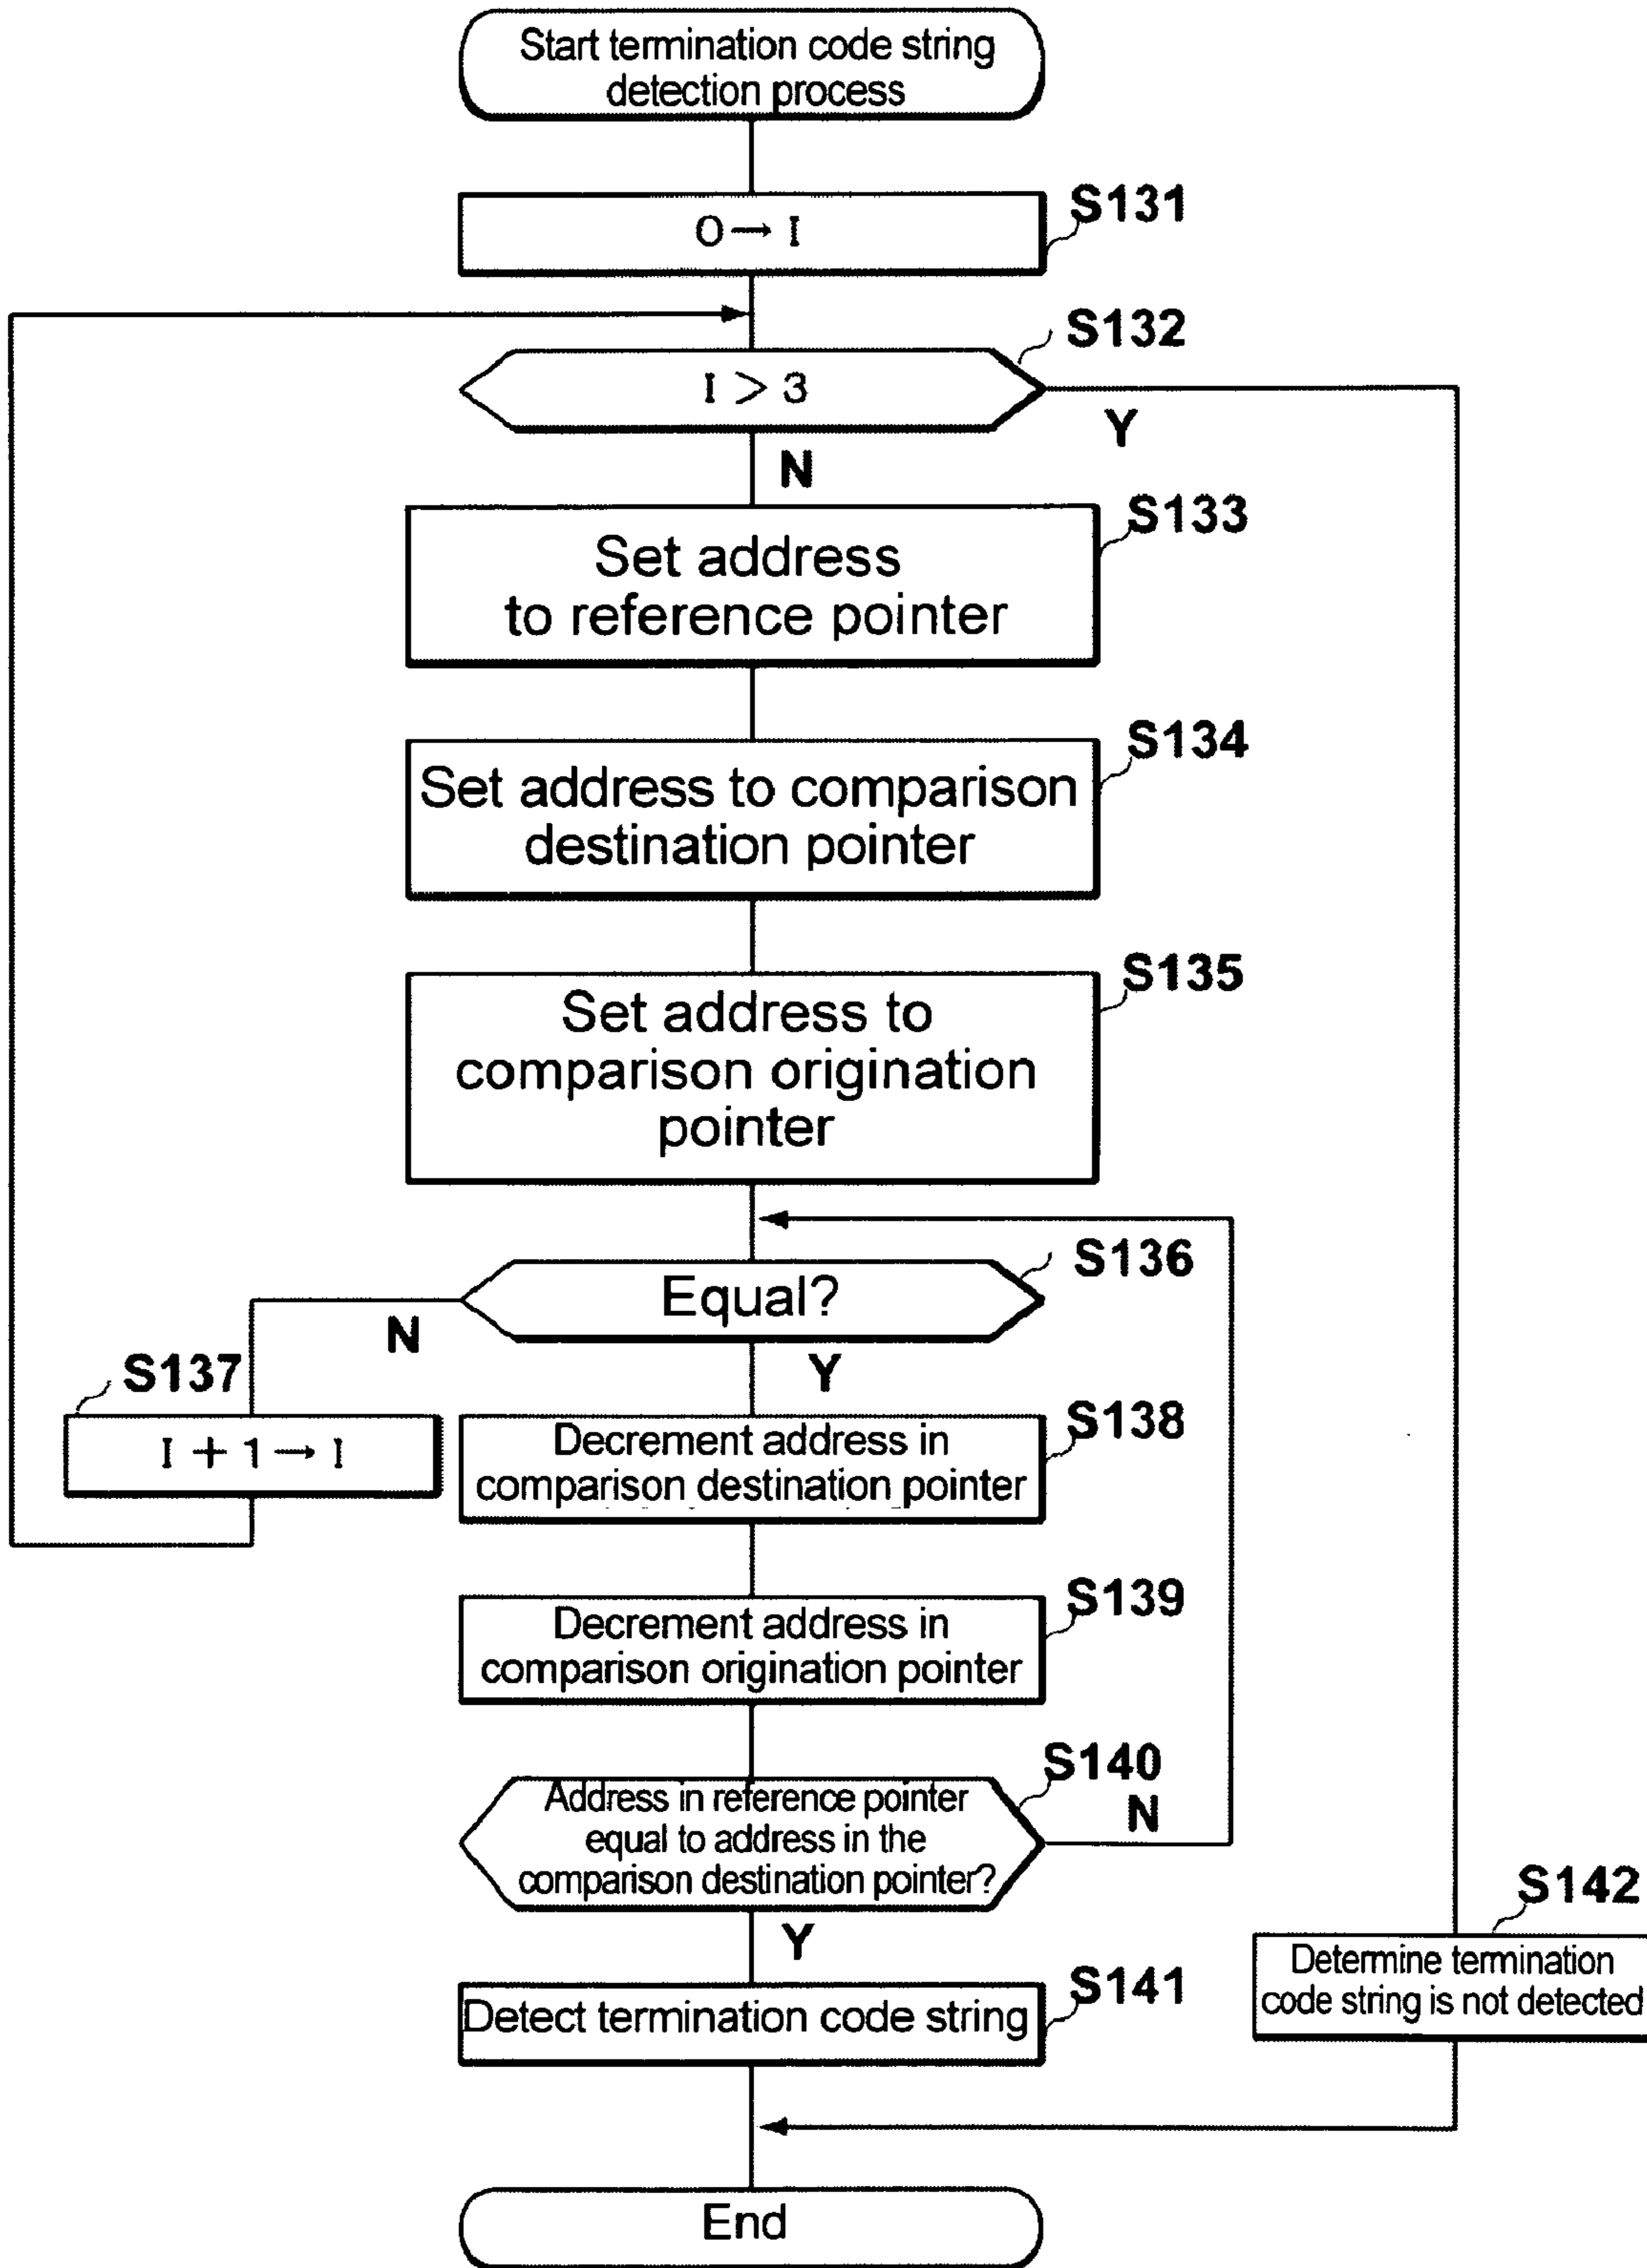 Start termination code string
detection process
S131
0 → I
S132
I > 3
Y
N
S133
Set address
to reference pointer
S134
Set address to comparison
destination pointer
S135
Set address to
comparison origination
pointer
S136
Equal?
N
Y
S137
I + 1 → I
S138
Decrement address in
comparison destination pointer
S139
Decrement address in
comparison origination pointer
S140
Address in reference pointer
equal to address in the
comparison destination pointer?
N
Y
S142
Determine termination
code string is not detected
S141
Detect termination code string
End